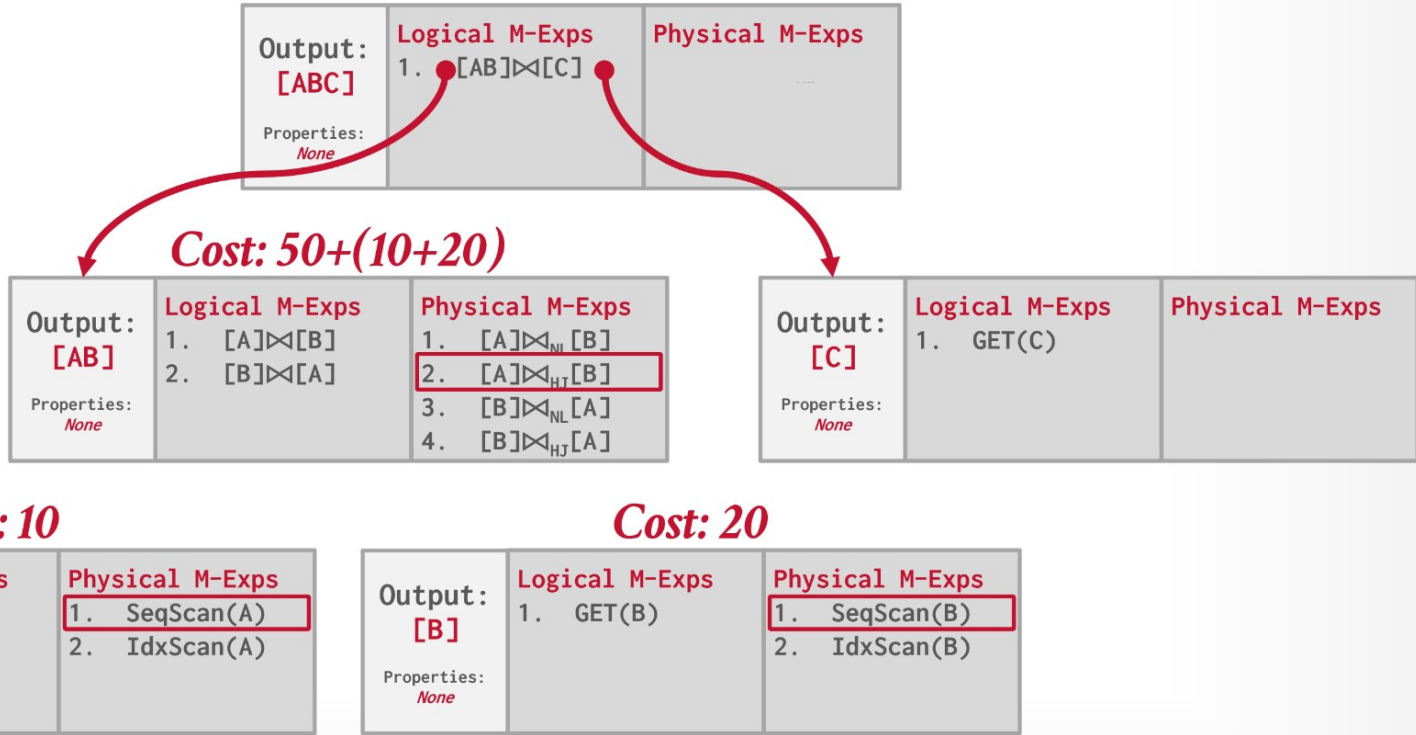 Output:
[ABC]
Properties:
None
Logical M-Exps
1. [AB]⋈[C]
Physical M-Exps
Cost: 50+(10+20)
Output:
[AB]
Properties:
None
Logical M-Exps
1. [A]⋈[B]
2. [B]⋈[A]
Physical M-Exps
1. [A]⋈NL[B]
2. [A]⋈HJ[B]
3. [B]⋈NL[A]
4. [B]⋈HJ[A]
Output:
[C]
Properties:
None
Logical M-Exps
1. GET(C)
Physical M-Exps
: 10
s
Physical M-Exps
1. SeqScan(A)
2. IdxScan(A)
Cost: 20
Output:
[B]
Properties:
None
Logical M-Exps
1. GET(B)
Physical M-Exps
1. SeqScan(B)
2. IdxScan(B)